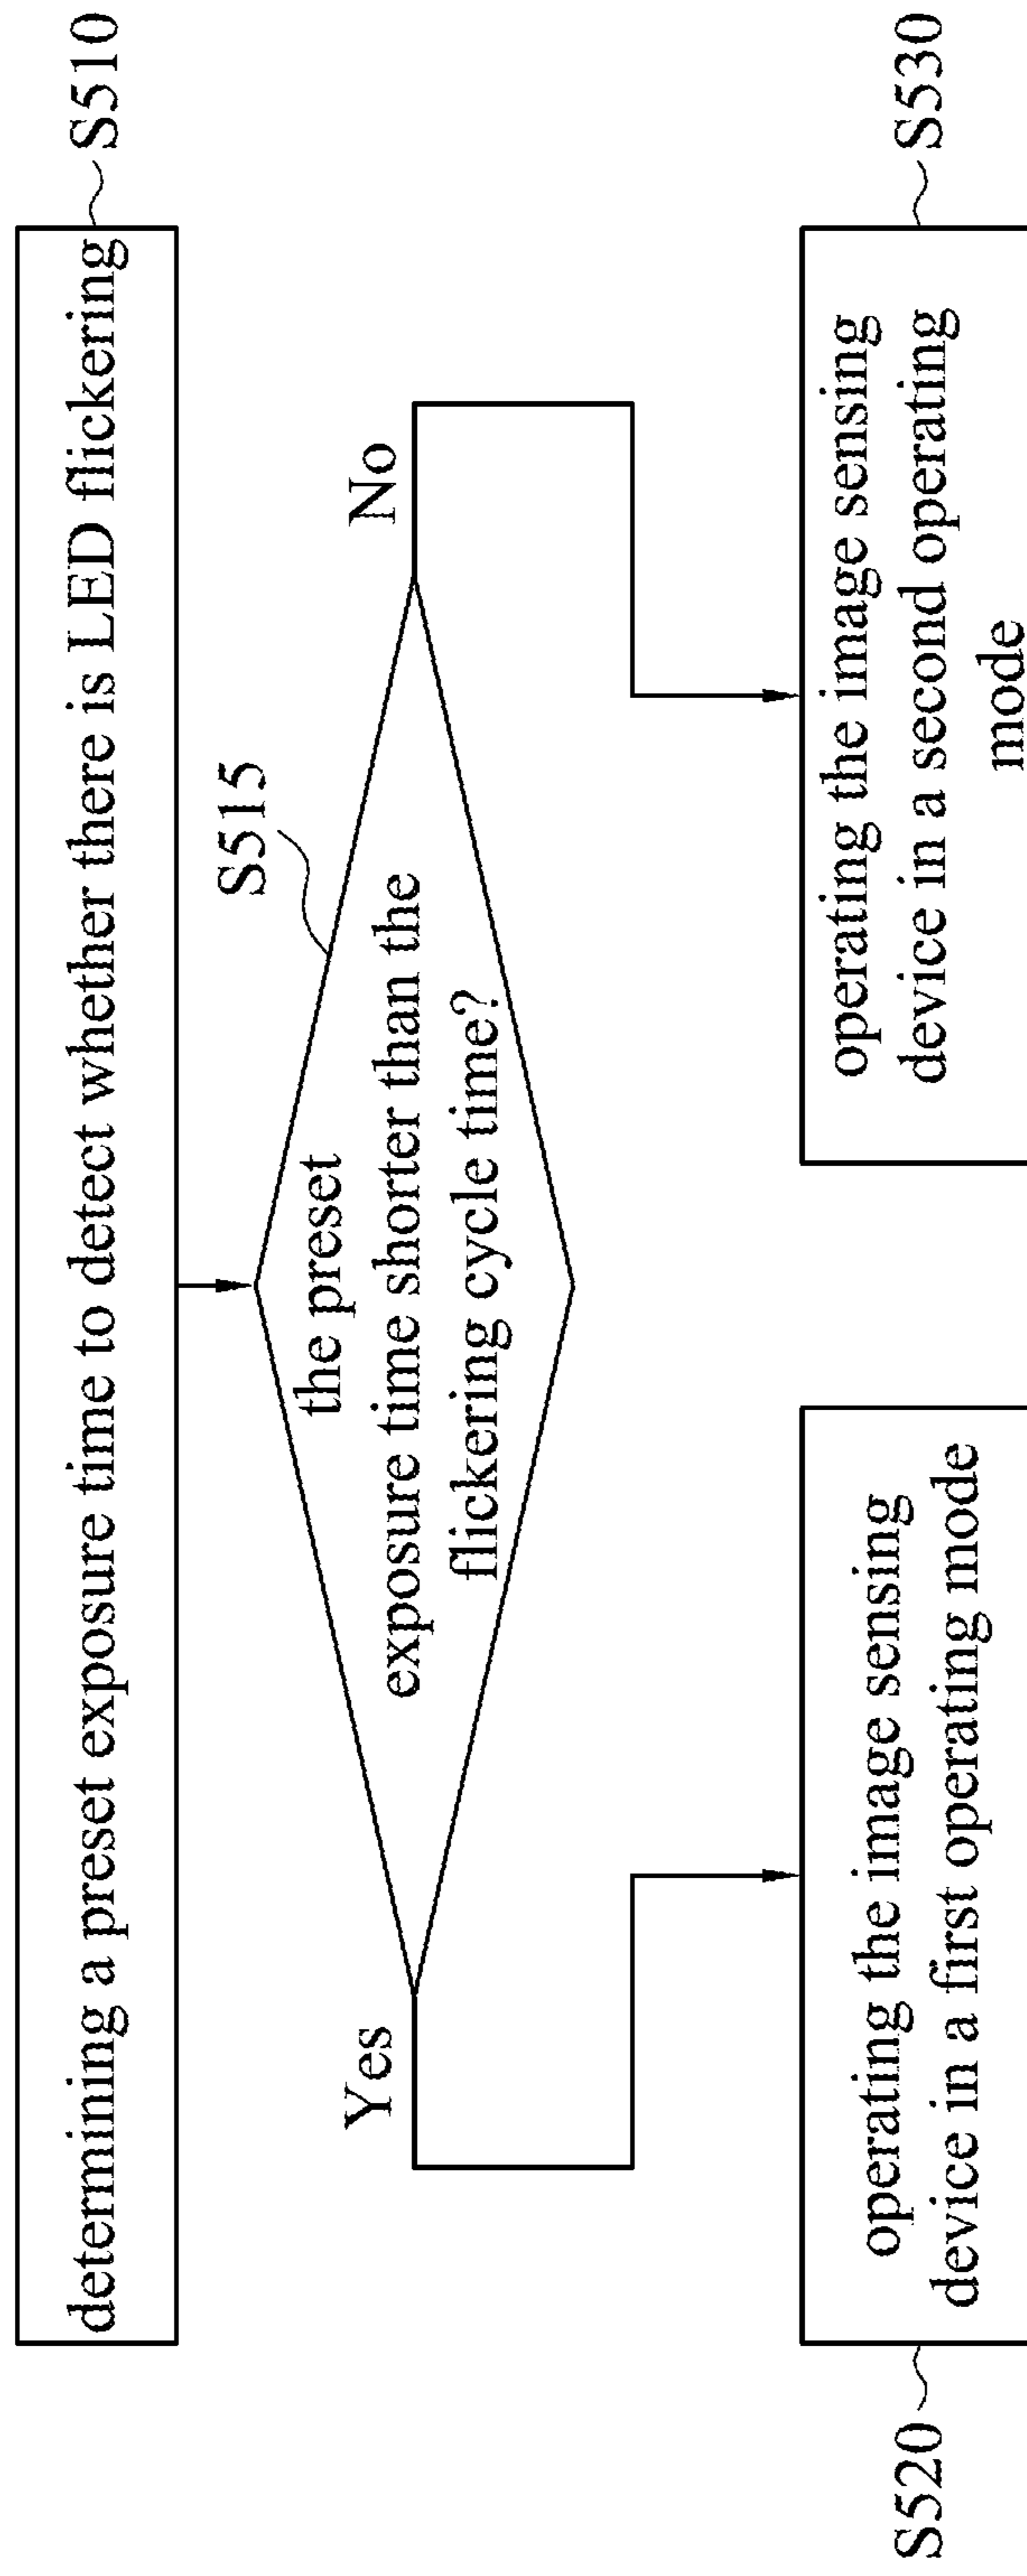 determining a preset exposure time to detect whether there is LED flickering
S510
S515
the preset
exposure time shorter than the
flickering cycle time?
Yes
No
S520
operating the image sensing
device in a first operating mode
operating the image sensing
device in a second operating
mode
S530